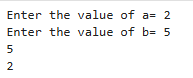 Enter the value of a= 2
Enter the value of b= 5
5
2